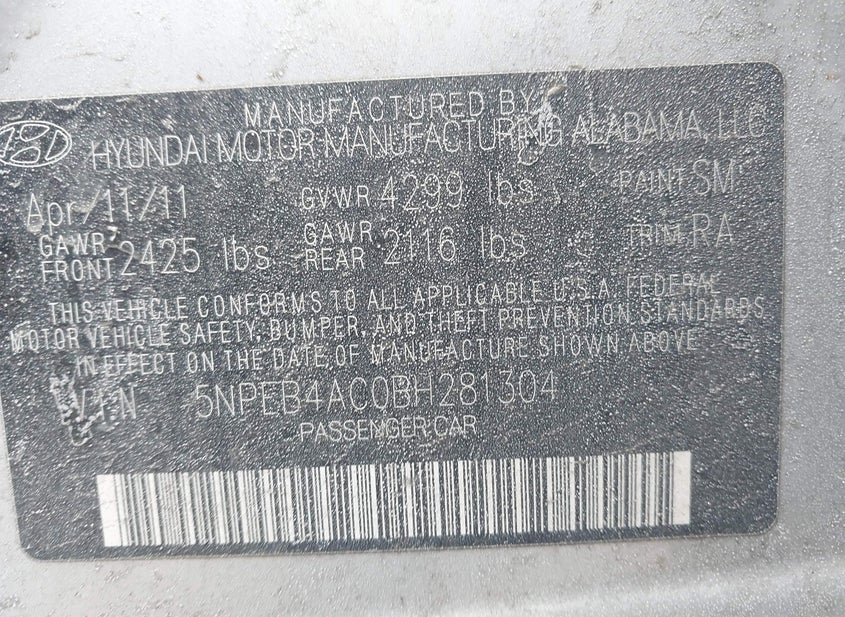 MANUFACTURED BY
HYUNDAI MOTOR MANUFACTURING ALABAMA, LLC
Apr/11/11 GVWR 4299 lbs PAINT SM
GAWR FRONT 2425 lbs GAWR REAR 2116 lbs TRIM RA
THIS VEHICLE CONFORMS TO ALL APPLICABLE U.S.A. FEDERAL
MOTOR VEHICLE SAFETY, BUMPER, AND THEFT PREVENTION STANDARDS
IN EFFECT ON THE DATE OF MANUFACTURE SHOWN ABOVE
VIN 5NPEB4AC0BH281304
PASSENGER CAR